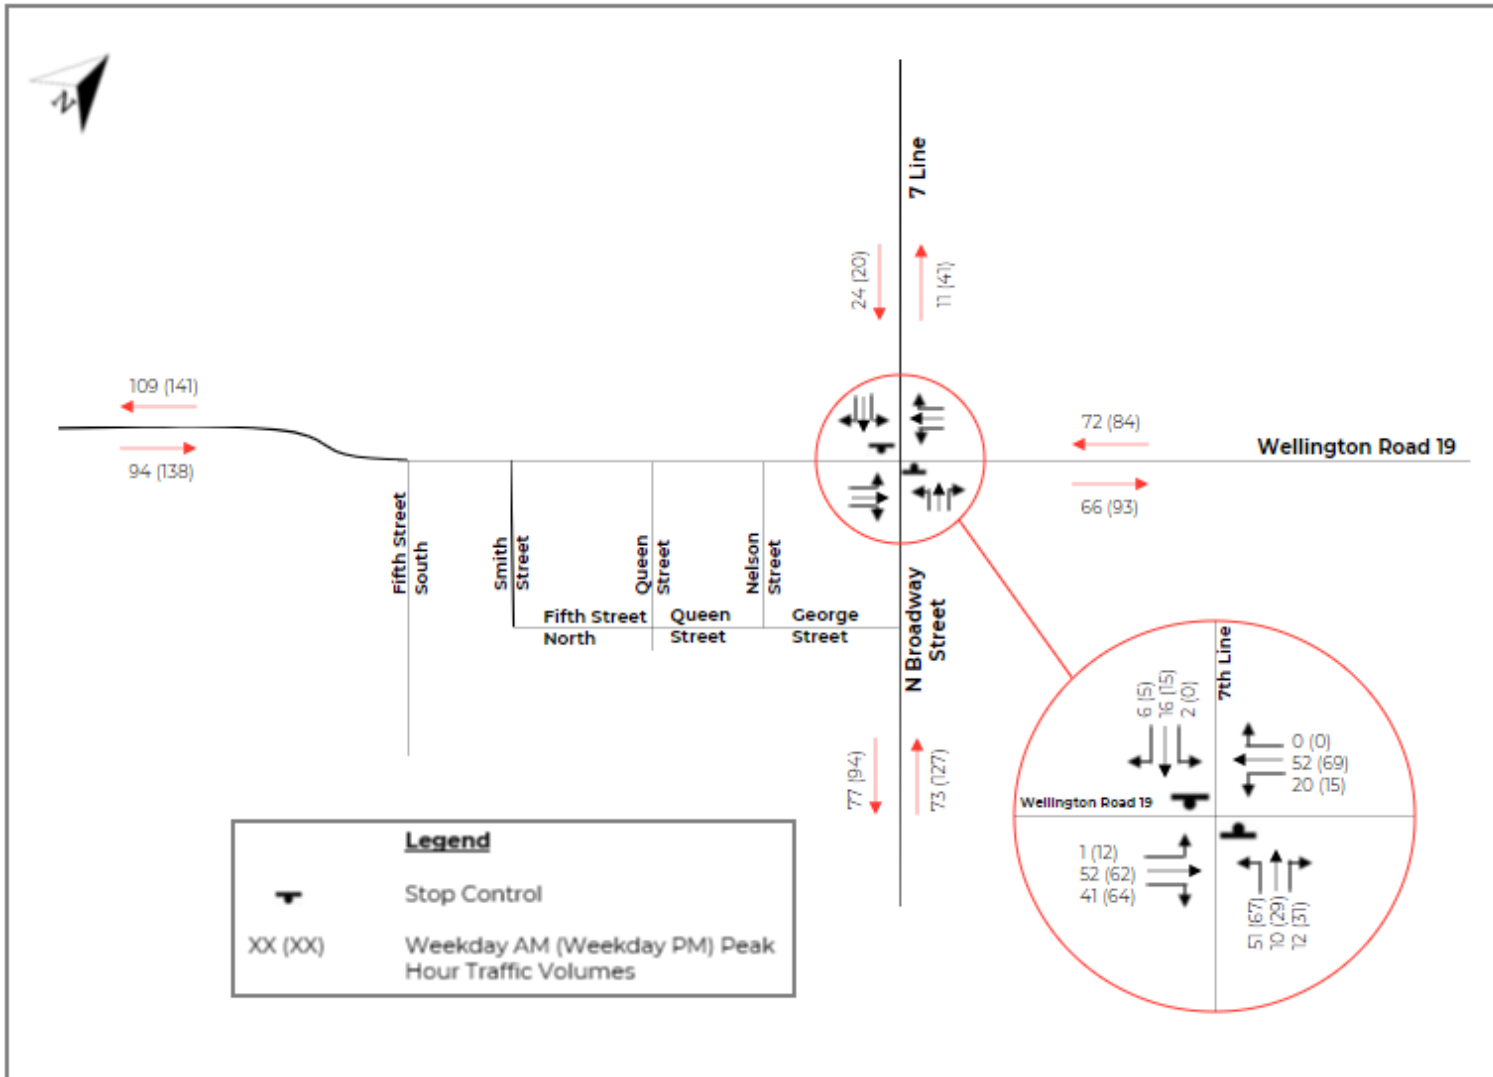 N
7 Line
24 (20)
11 (41)
109 (141)
94 (138)
72 (84)
Wellington Road 19
66 (93)
Fifth Street
South
Smith
Street
Queen
Street
Nelson
Street
Fifth Street
North
Queen
Street
George
Street
N Broadway
Street
77 (94)
73 (127)
7th Line
6 (5)
16 (15)
2 (0)
0 (0)
52 (69)
20 (15)
Wellington Road 19
1 (12)
52 (62)
41 (64)
51 (67)
10 (29)
12 (31)
Legend
Stop Control
XX (XX) Weekday AM (Weekday PM) Peak
Hour Traffic Volumes